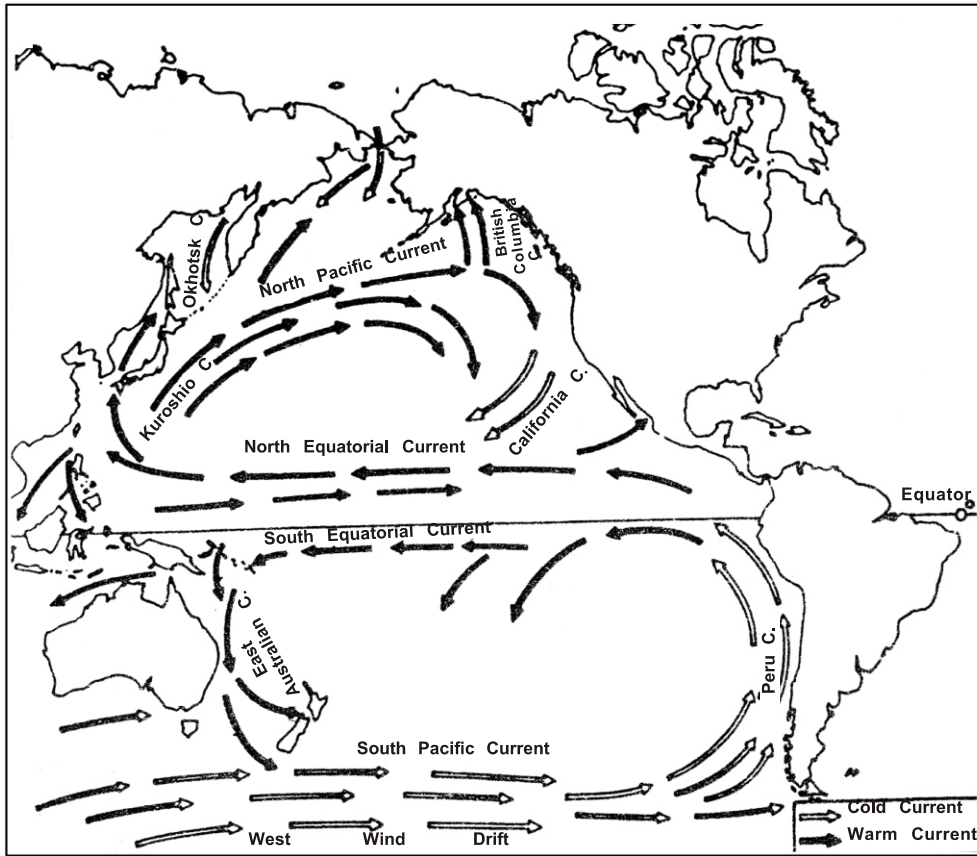 British
Columbia
C.
Okhotsk C.
North Pacific Current
Kuroshio C.
California C.
North Equatorial Current
Equator
South Equatorial Current
East
Australian C.
Peru C.
South Pacific Current
West Wind Drift
Cold Current
Warm Current